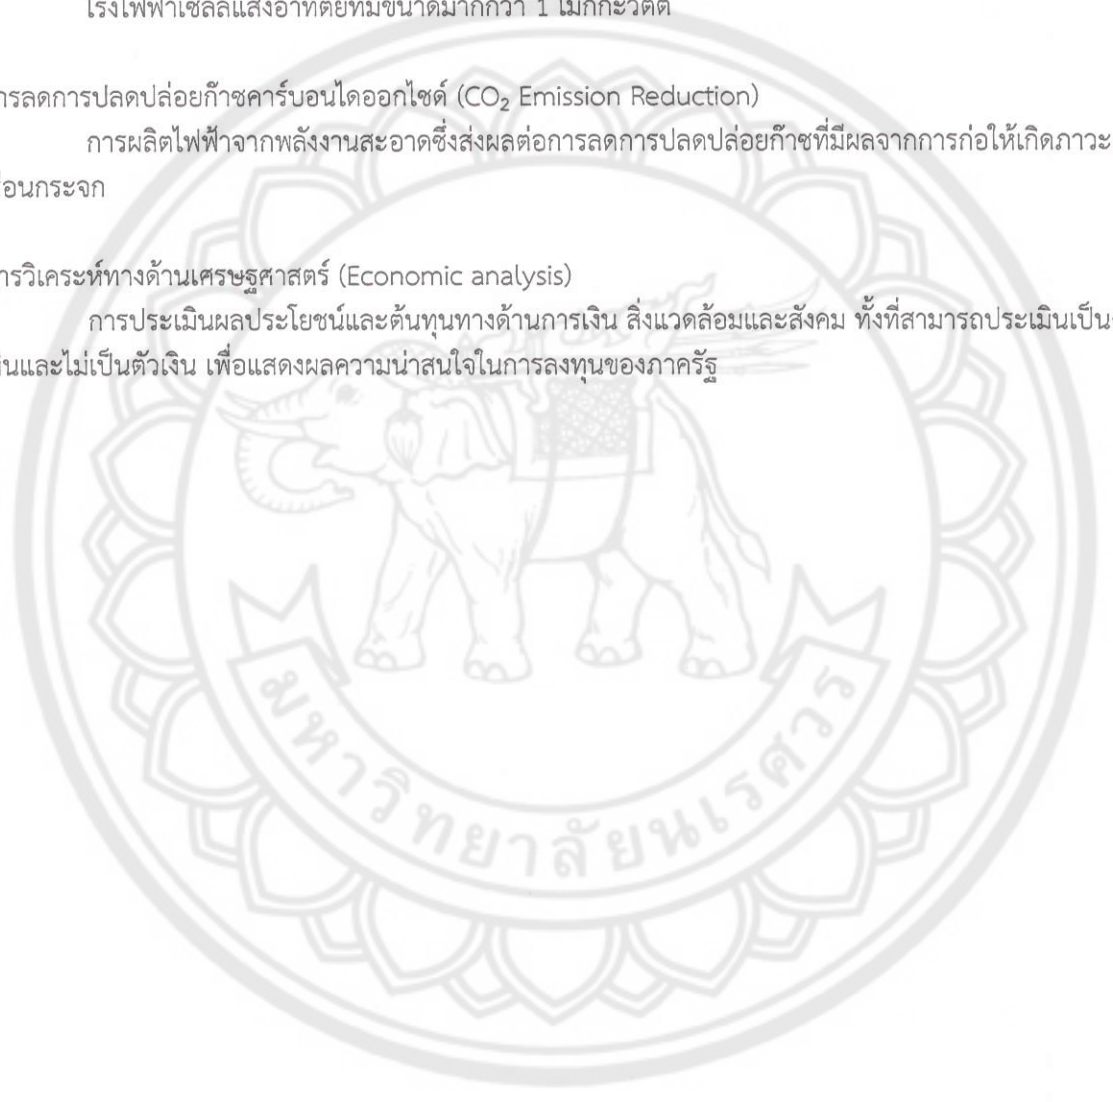 โรงไฟฟ้าเซลล์แสงอาทิตย์ที่มีขนาดมากกว่า 1 เมกกะวัตต์
ารลดการปลดปล่อยก๊าซคาร์บอนไดออกไซด์ (CO₂ Emission Reduction)
การผลิตไฟฟ้าจากพลังงานสะอาดซึ่งส่งผลต่อการลดการปลดปล่อยก๊าซที่มีผลจากการก่อให้เกิดภาวะ
อนกระจก
ารวิเคระห์ทางด้านเศรษฐศาสตร์ (Economic analysis)
การประเมินผลประโยชน์และต้นทุนทางด้านการเงิน สิ่งแวดล้อมและสังคม ทั้งที่สามารถประเมินเป็น
นและไม่เป็นตัวเงิน เพื่อแสดงผลความน่าสนใจในการลงทุนของภาครัฐ
มหาวิทยาลัยนเรศวร